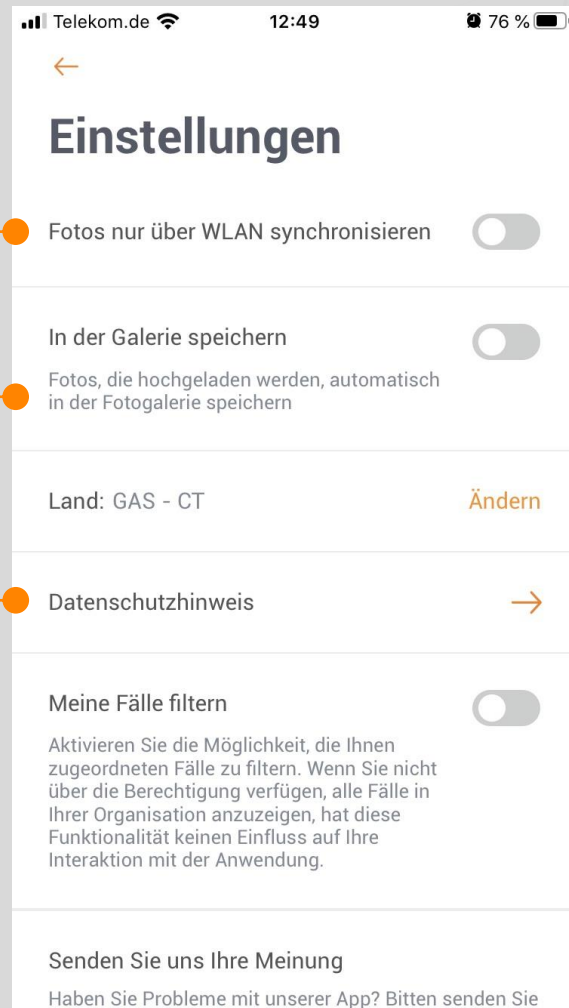 Telekom.de 12:49 76 %
Einstellungen
Fotos nur über WLAN synchronisieren
In der Galerie speichern
Fotos, die hochgeladen werden, automatisch
in der Fotogalerie speichern
Land: GAS - CT Ändern
Datenschutzhinweis
Meine Fälle filtern
Aktivieren Sie die Möglichkeit, die Ihnen
zugeordneten Fälle zu filtern. Wenn Sie nicht
über die Berechtigung verfügen, alle Fälle in
Ihrer Organisation anzuzeigen, hat diese
Funktionalität keinen Einfluss auf Ihre
Interaktion mit der Anwendung.
Senden Sie uns Ihre Meinung
Haben Sie Probleme mit unserer App? Bitten senden Sie